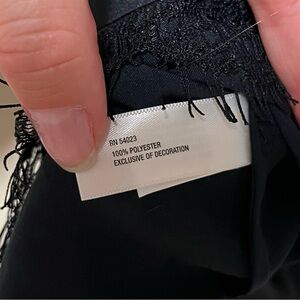 RN 54023
100% POLYESTER
EXCLUSIVE OF DECORATION